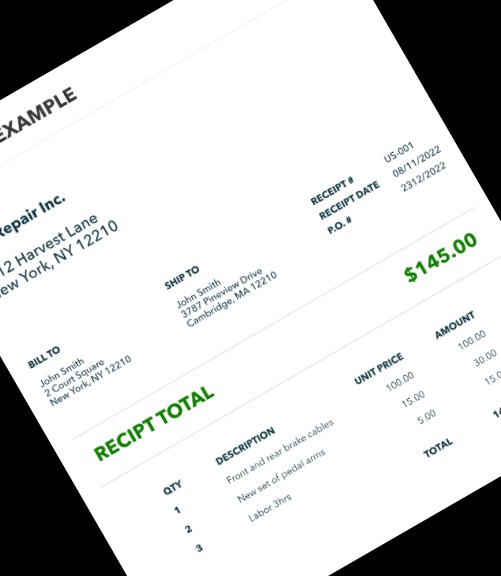 EXAMPLE
Repair Inc.
12 Harvest Lane
ew York, NY 12210
RECEIPT # US-001
RECEIPT DATE 08/11/2022
P.O. # 2312/2022
BILL TO
John Smith
2 Court Square
New York, NY 12210
SHIP TO
John Smith
3787 Pineview Drive
Cambridge, MA 12210
RECIPT TOTAL $145.00
QTY DESCRIPTION UNIT PRICE AMOUNT
1 Front and rear brake cables 100.00 100.00
2 New set of pedal arms 15.00 30.00
3 Labor 3hrs 5.00 15.0
TOTAL